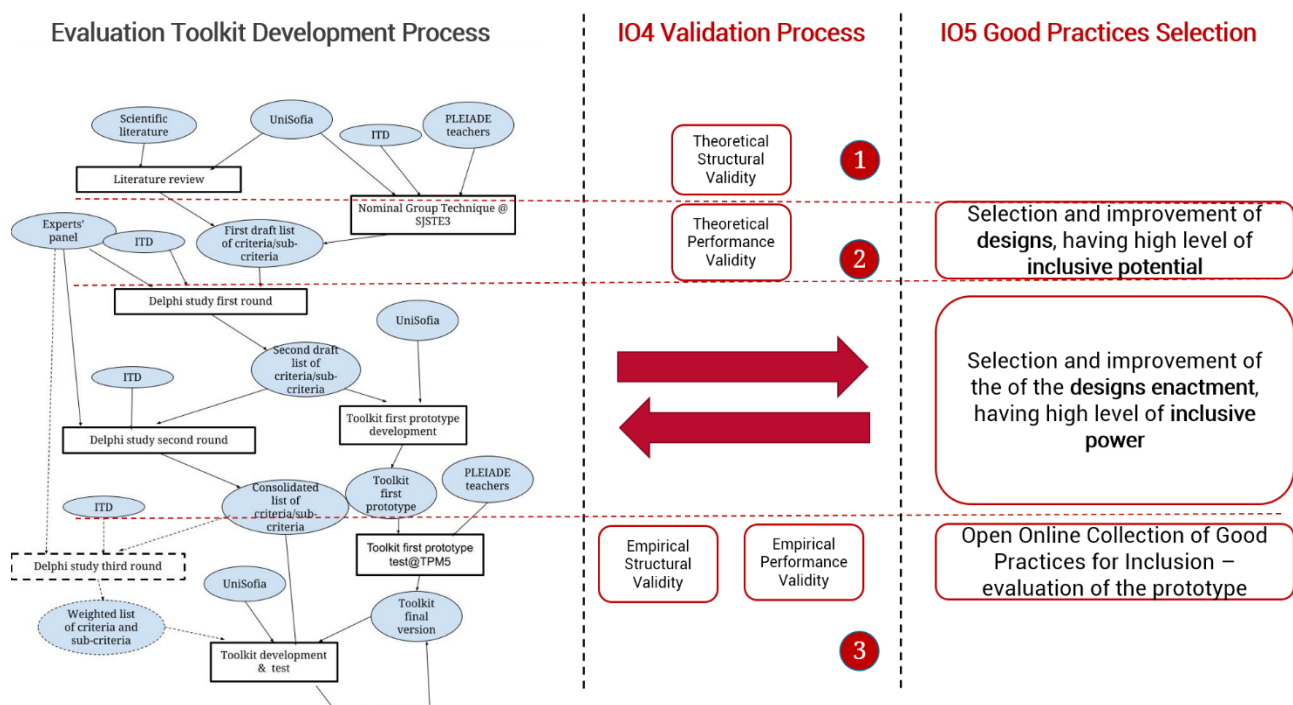 Evaluation Toolkit Development Process
IO4 Validation Process
IO5 Good Practices Selection
Scientific
literature
UniSofia
ITD
PLEIADE
teachers
Literature review
Nominal Group Technique @
SJSTE3
Experts'
panel
ITD
First draft list
of criteria/sub-
criteria
Delphi study first round
UniSofia
Second draft
list of
criteria/sub-
criteria
ITD
Toolkit first prototype
development
Delphi study second round
PLEIADE
teachers
Toolkit
first
prototype
Consolidated
list of
criteria/sub-
criteria
ITD
Toolkit first prototype
test@TPM5
Delphi study third round
UniSofia
Toolkit
final
version
Weighted list
of criteria and
sub-criteria
Toolkit development
& test
Theoretical
Structural
Validity
1
Theoretical
Performance
Validity
2
Empirical
Structural
Validity
Empirical
Performance
Validity
3
Selection and improvement of
designs, having high level of
inclusive potential
Selection and improvement of
the of the designs enactment,
having high level of inclusive
power
Open Online Collection of Good
Practices for Inclusion –
evaluation of the prototype